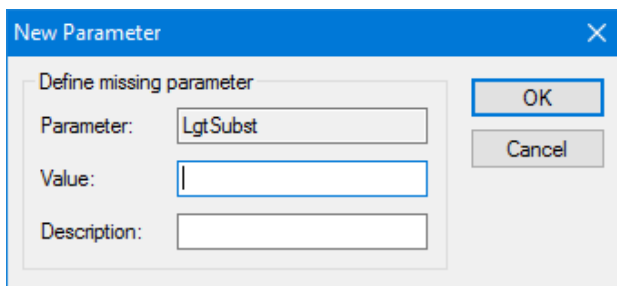 New Parameter
Define missing parameter
Parameter: LgtSubst
Value:
Description:
OK
Cancel